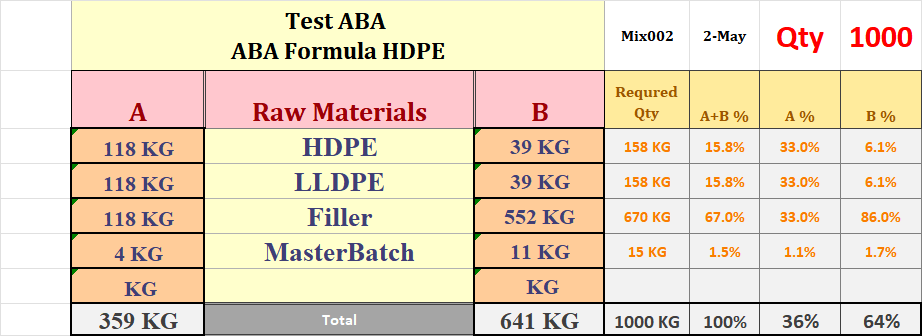 Test ABA
ABA Formula HDPE
Mix002 2-May Qty 1000
A Raw Materials B Requred Qty A+B % A % B %
118 KG HDPE 39 KG 158 KG 15.8% 33.0% 6.1%
118 KG LLDPE 39 KG 158 KG 15.8% 33.0% 6.1%
118 KG Filler 552 KG 670 KG 67.0% 33.0% 86.0%
4 KG MasterBatch 11 KG 15 KG 1.5% 1.1% 1.7%
KG KG
359 KG Total 641 KG 1000 KG 100% 36% 64%